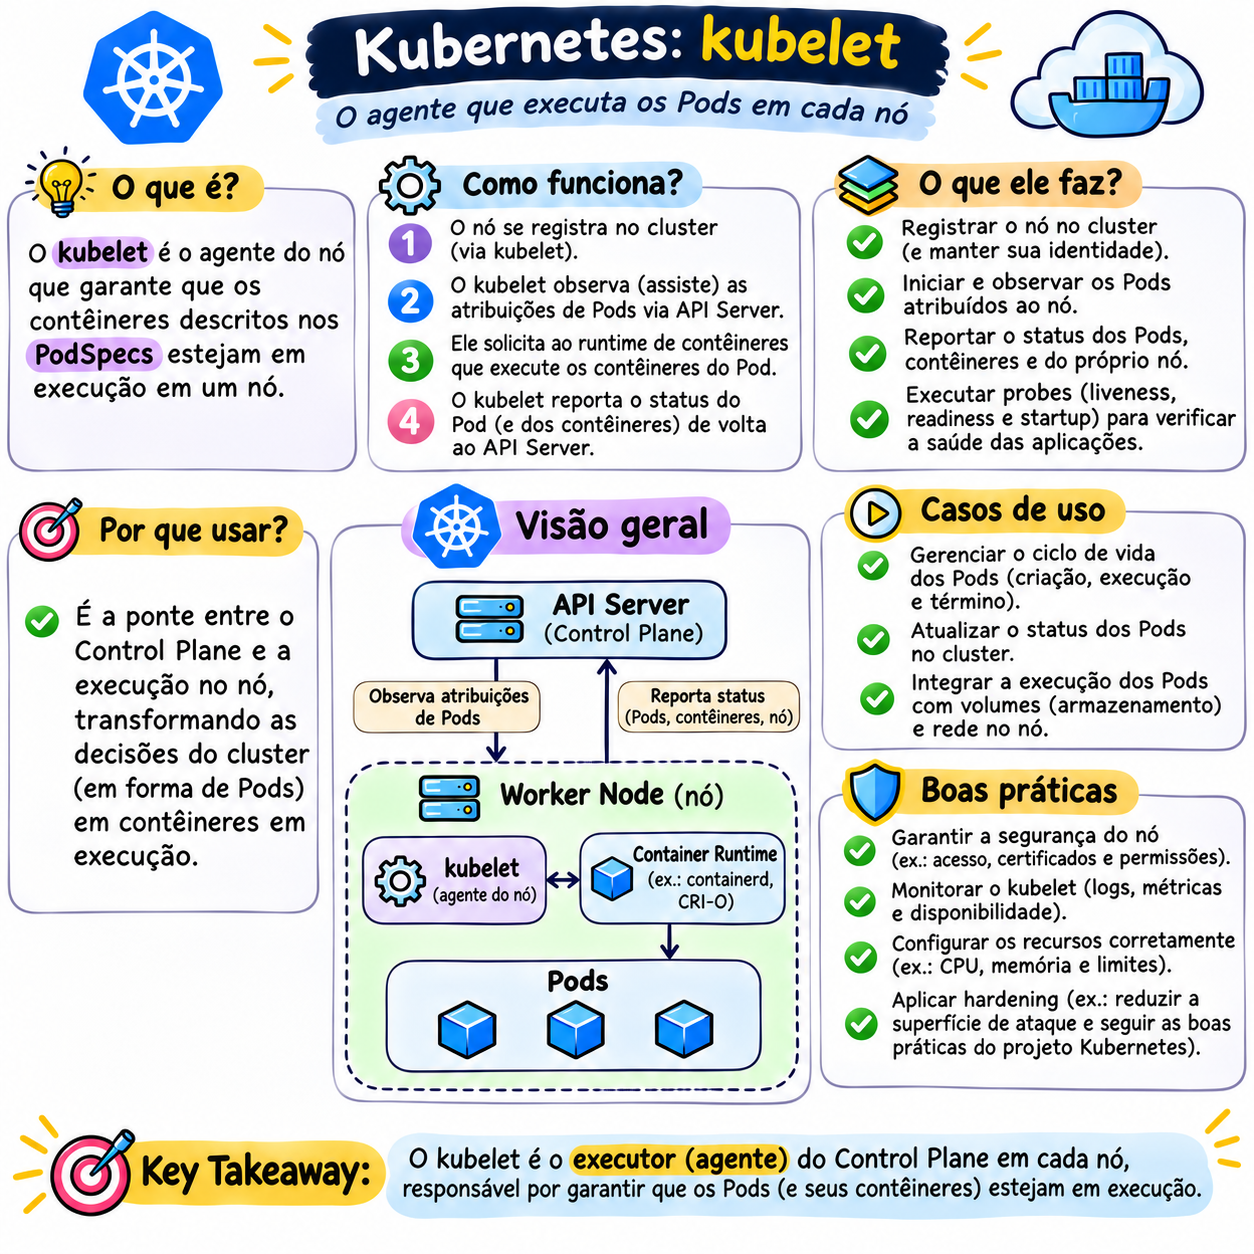 Kubernetes: kubelet
O agente que executa os Pods em cada nó
O que é?
O kubelet é o agente do nó
que garante que os
contêineres descritos nos
PodSpecs estejam em
execução em um nó.
Como funciona?
1
O nó se registra no cluster
(via kubelet).
2
O kubelet observa (assiste) as
atribuições de Pods via API Server.
3
Ele solicita ao runtime de contêineres
que execute os contêineres do Pod.
4
O kubelet reporta o status do
Pod (e dos contêineres) de volta
ao API Server.
O que ele faz?
Registrar o nó no cluster
(e manter sua identidade).
Iniciar e observar os Pods
atribuídos ao nó.
Reportar o status dos Pods,
contêineres e do próprio nó.
Executar probes (liveness,
readiness e startup) para verificar
a saúde das aplicações.
Por que usar?
É a ponte entre o
Control Plane e a
execução no nó,
transformando as
decisões do cluster
(em forma de Pods)
em contêineres em
execução.
Visão geral
API Server
(Control Plane)
Observa atribuições
de Pods
Reporta status
(Pods, contêineres, nó)
Worker Node (nó)
kubelet
(agente do nó)
Container Runtime
(ex.: containerd,
CRI-O)
Pods
Casos de uso
Gerenciar o ciclo de vida
dos Pods (criação, execução
e término).
Atualizar o status dos Pods
no cluster.
Integrar a execução dos Pods
com volumes (armazenamento)
e rede no nó.
Boas práticas
Garantir a segurança do nó
(ex.: acesso, certificados e permissões).
Monitorar o kubelet (logs, métricas
e disponibilidade).
Configurar os recursos corretamente
(ex.: CPU, memória e limites).
Aplicar hardening (ex.: reduzir a
superfície de ataque e seguir as boas
práticas do projeto Kubernetes).
Key Takeaway:
O kubelet é o executor (agente) do Control Plane em cada nó,
responsável por garantir que os Pods (e seus contêineres) estejam em execução.